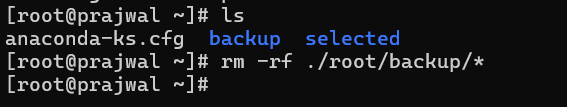 [root@prajwal ~]# ls
anaconda-ks.cfg  backup  selected
[root@prajwal ~]# rm -rf ./root/backup/*
[root@prajwal ~]#